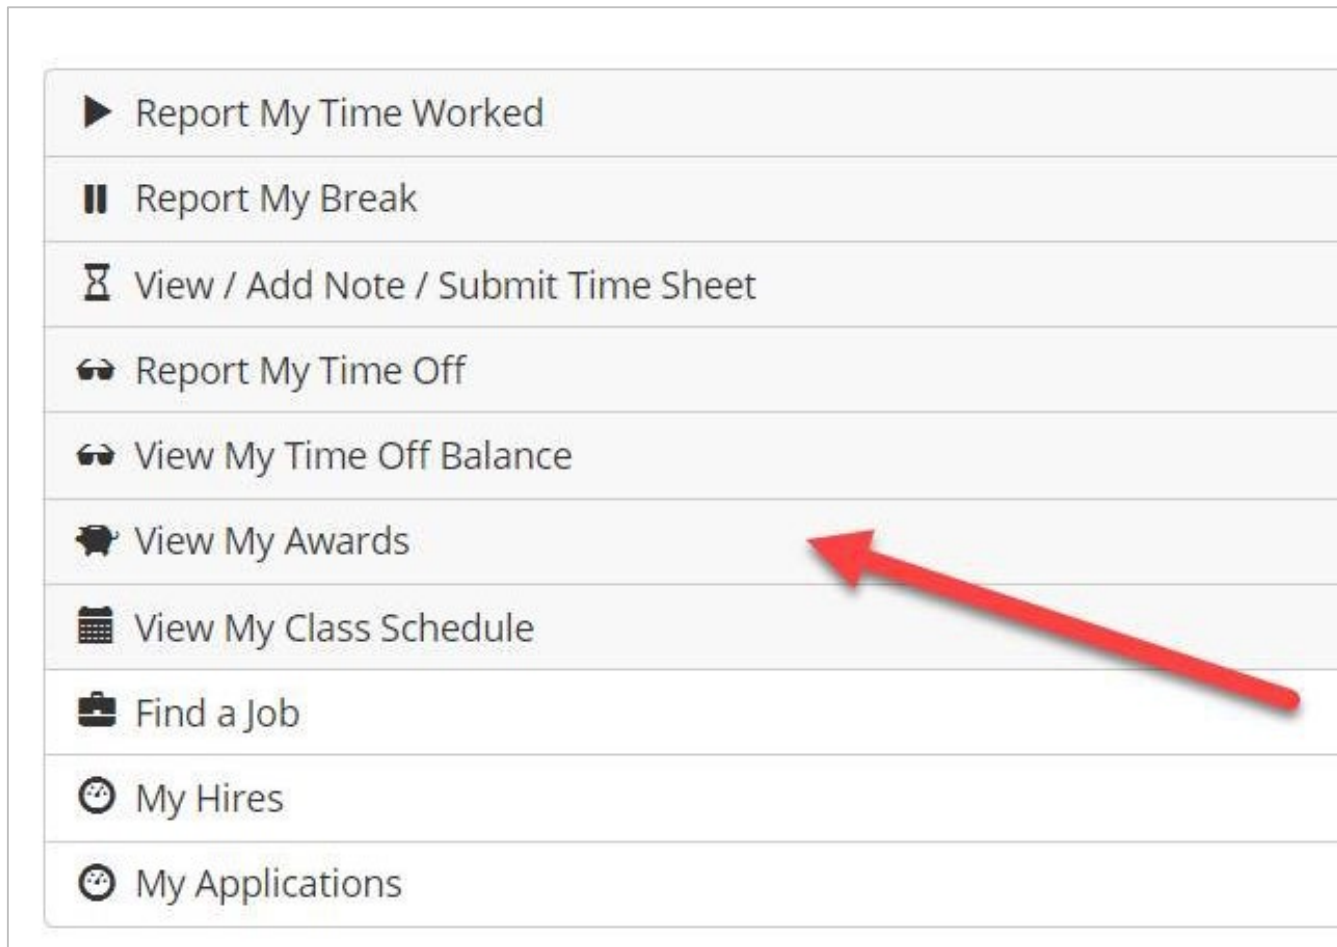 Report My Time Worked
Report My Break
View / Add Note / Submit Time Sheet
Report My Time Off
View My Time Off Balance
View My Awards
View My Class Schedule
Find a Job
My Hires
My Applications